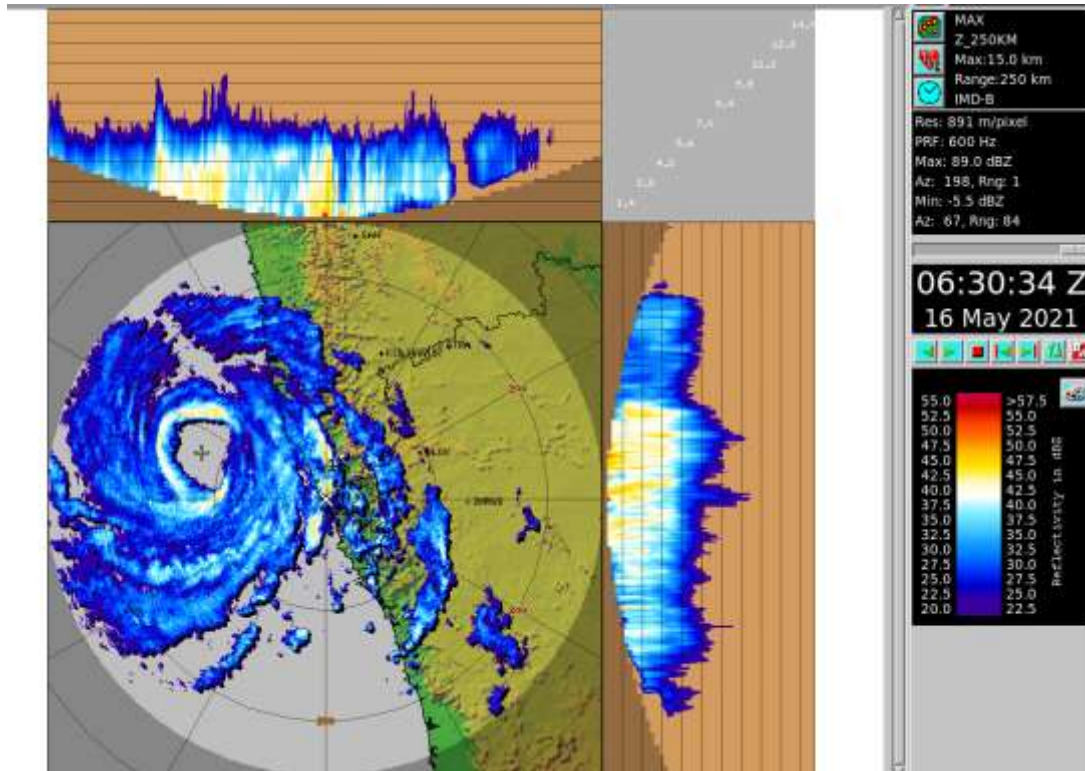 MAX
Z_250KM
Max:15.0 km
Range:250 km
IMD-B
Res: 891 m/pixel
PRF: 600 Hz
Max: 89.0 dBZ
Az: 198, Rng: 1
Min: -5.5 dBZ
Az: 67, Rng: 84
06:30:34 Z
16 May 2021
55.0 >57.5
52.5 55.0
50.0 52.5
47.5 50.0
45.0 47.5
42.5 45.0
40.0 42.5
37.5 40.0
35.0 37.5
32.5 35.0
30.0 32.5
27.5 30.0
25.0 27.5
22.5 25.0
20.0 22.5
Reflectivity in dBZ